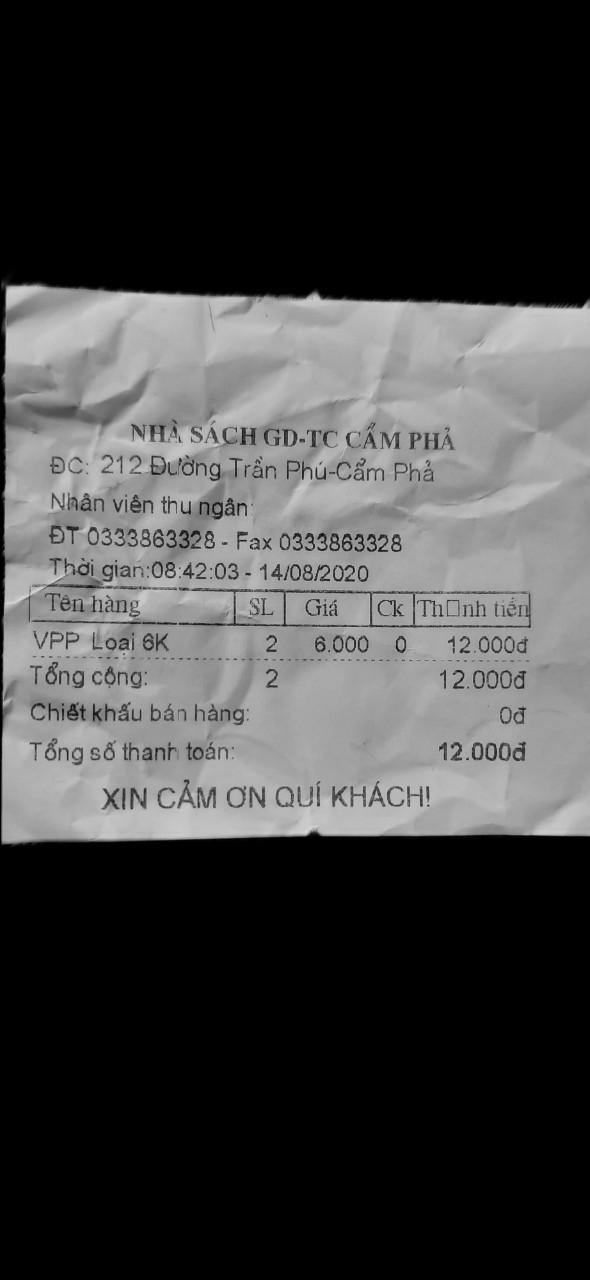 NHÀ SÁCH GD-TC CẨM PHẢ
ĐC: 212 Đường Trần Phú-Cẩm Phả
Nhân viên thu ngân:
ĐT 0333863328 - Fax 0333863328
Thời gian:08:42:03 - 14/08/2020
Tên hàng SL Giá Ck Th□nh tiền
VPP Loại 6K 2 6.000 0 12.000đ
Tổng cộng: 2 12.000đ
Chiết khấu bán hàng: 0đ
Tổng số thanh toán: 12.000đ
XIN CẢM ƠN QUÍ KHÁCH!